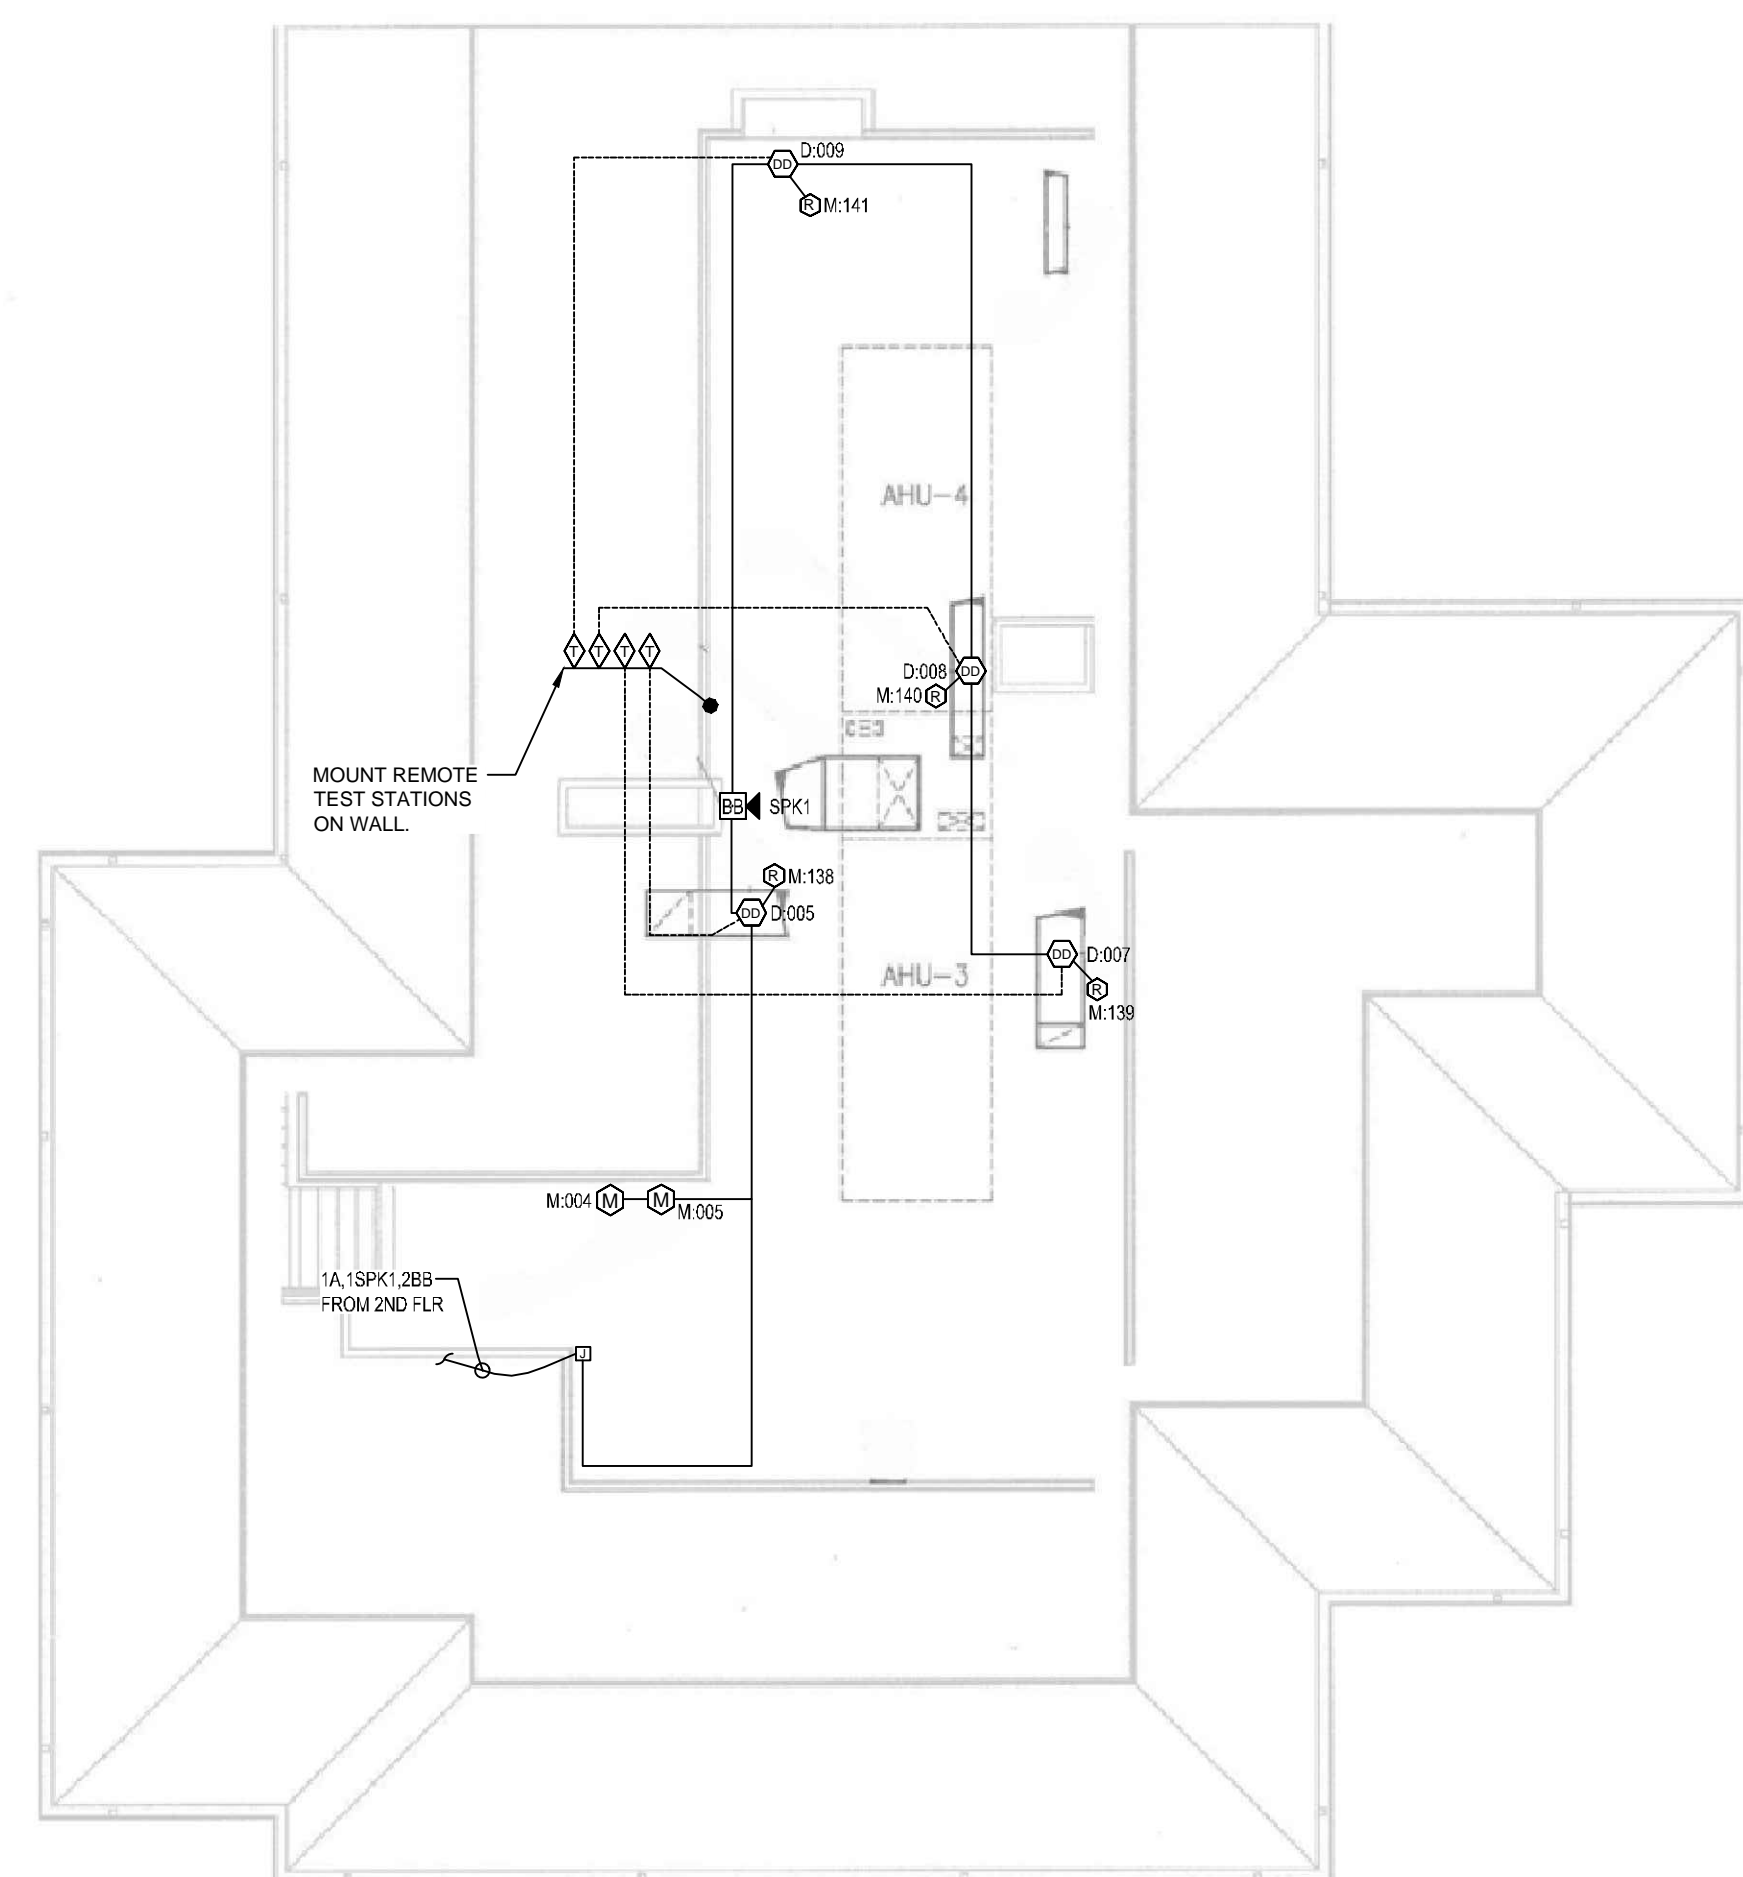 DD D:009
R M:141
AHU-4
T T T T
D:008 DD
M:140 R
MOUNT REMOTE
TEST STATIONS
ON WALL.
BB SPK1
R M:138
DD D:005
DD D:007
AHU-3
R
M:139
M:004 M M
M:005
1A,1SPK1,2BB
FROM 2ND FLR
J